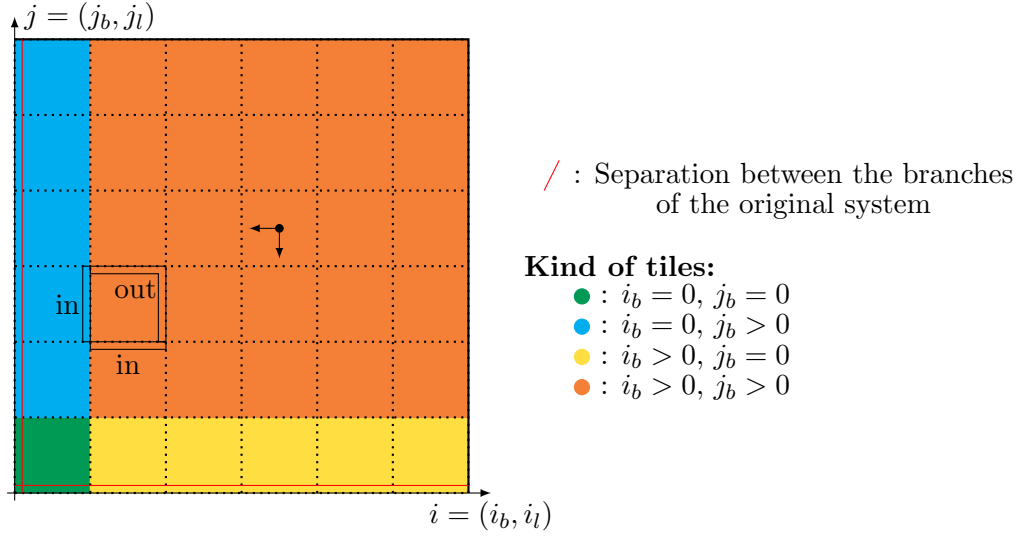 j = (j_b, j_l)
/ : Separation between the branches
of the original system
out
in
in
Kind of tiles:
: i_b = 0, j_b = 0
: i_b = 0, j_b > 0
: i_b > 0, j_b = 0
: i_b > 0, j_b > 0
i = (i_b, i_l)